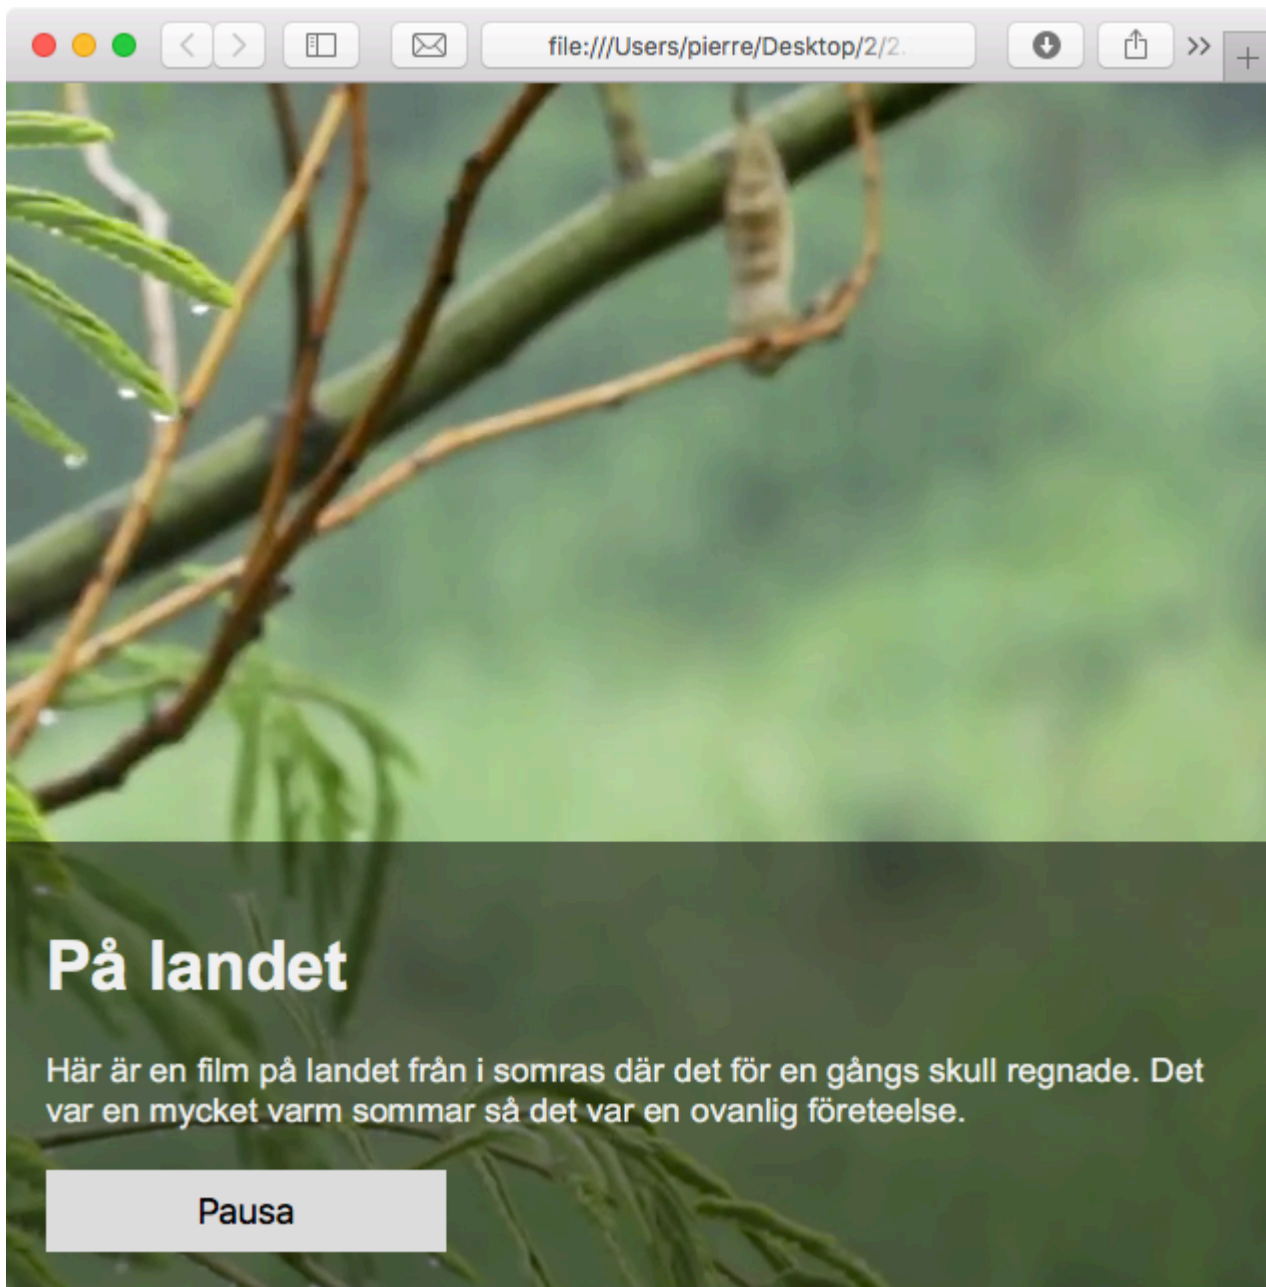 file:///Users/pierre/Desktop/2/2.
På landet
Här är en film på landet från i somras där det för en gångs skull regnade. Det
var en mycket varm sommar så det var en ovanlig företeelse.
Pausa